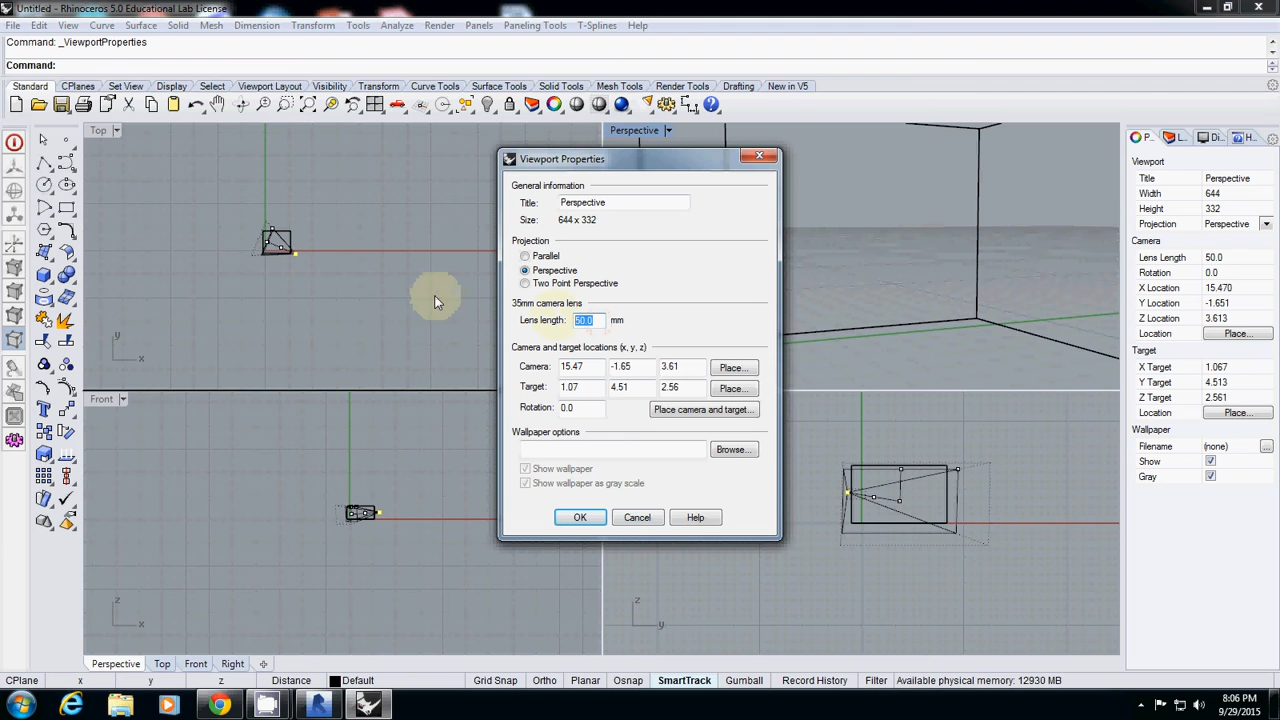 Untitled - Rhinoceros 5.0 Educational Lab License
File Edit View Curve Surface Solid Mesh Dimension Transform Tools Analyze Render Panels Paneling Tools T-Splines Help
Command: _ViewportProperties
Command:
Standard CPlanes Set View Display Select Viewport Layout Visibility Transform Curve Tools Surface Tools Solid Tools Mesh Tools Render Tools Drafting New in V5
Top
Perspective
y
x
Front
z
x
z
y
Viewport Properties
General information
Title: Perspective
Size: 644 x 332
Projection
Parallel
Perspective
Two Point Perspective
35mm camera lens
Lens length: 50.0 mm
Camera and target locations (x, y, z)
Camera: 15.47 -1.65 3.61 Place...
Target: 1.07 4.51 2.56 Place...
Rotation: 0.0 Place camera and target...
Wallpaper options
Browse...
Show wallpaper
Show wallpaper as gray scale
OK Cancel Help
P... L... Di... H...
Viewport
Title Perspective
Width 644
Height 332
Projection Perspective
Camera
Lens Length 50.0
Rotation 0.0
X Location 15.470
Y Location -1.651
Z Location 3.613
Location Place...
Target
X Target 1.067
Y Target 4.513
Z Target 2.561
Location Place...
Wallpaper
Filename (none) ...
Show
Gray
Perspective Top Front Right
CPlane x y z Distance Default Grid Snap Ortho Planar Osnap SmartTrack Gumball Record History Filter Available physical memory: 12930 MB
8:06 PM
9/29/2015